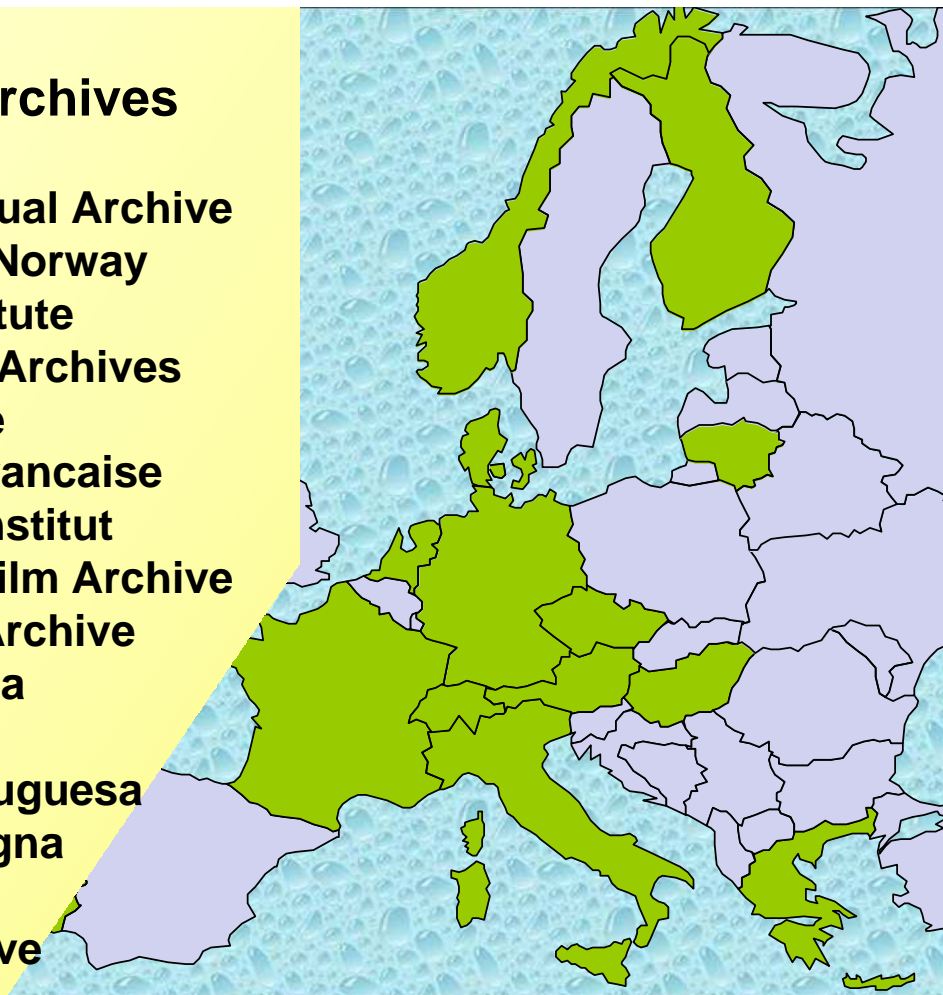 rchives
ual Archive
Norway
tute
Archives
e
ancaise
nstitut
ilm Archive
Archive
a
uguesa
gna
ve